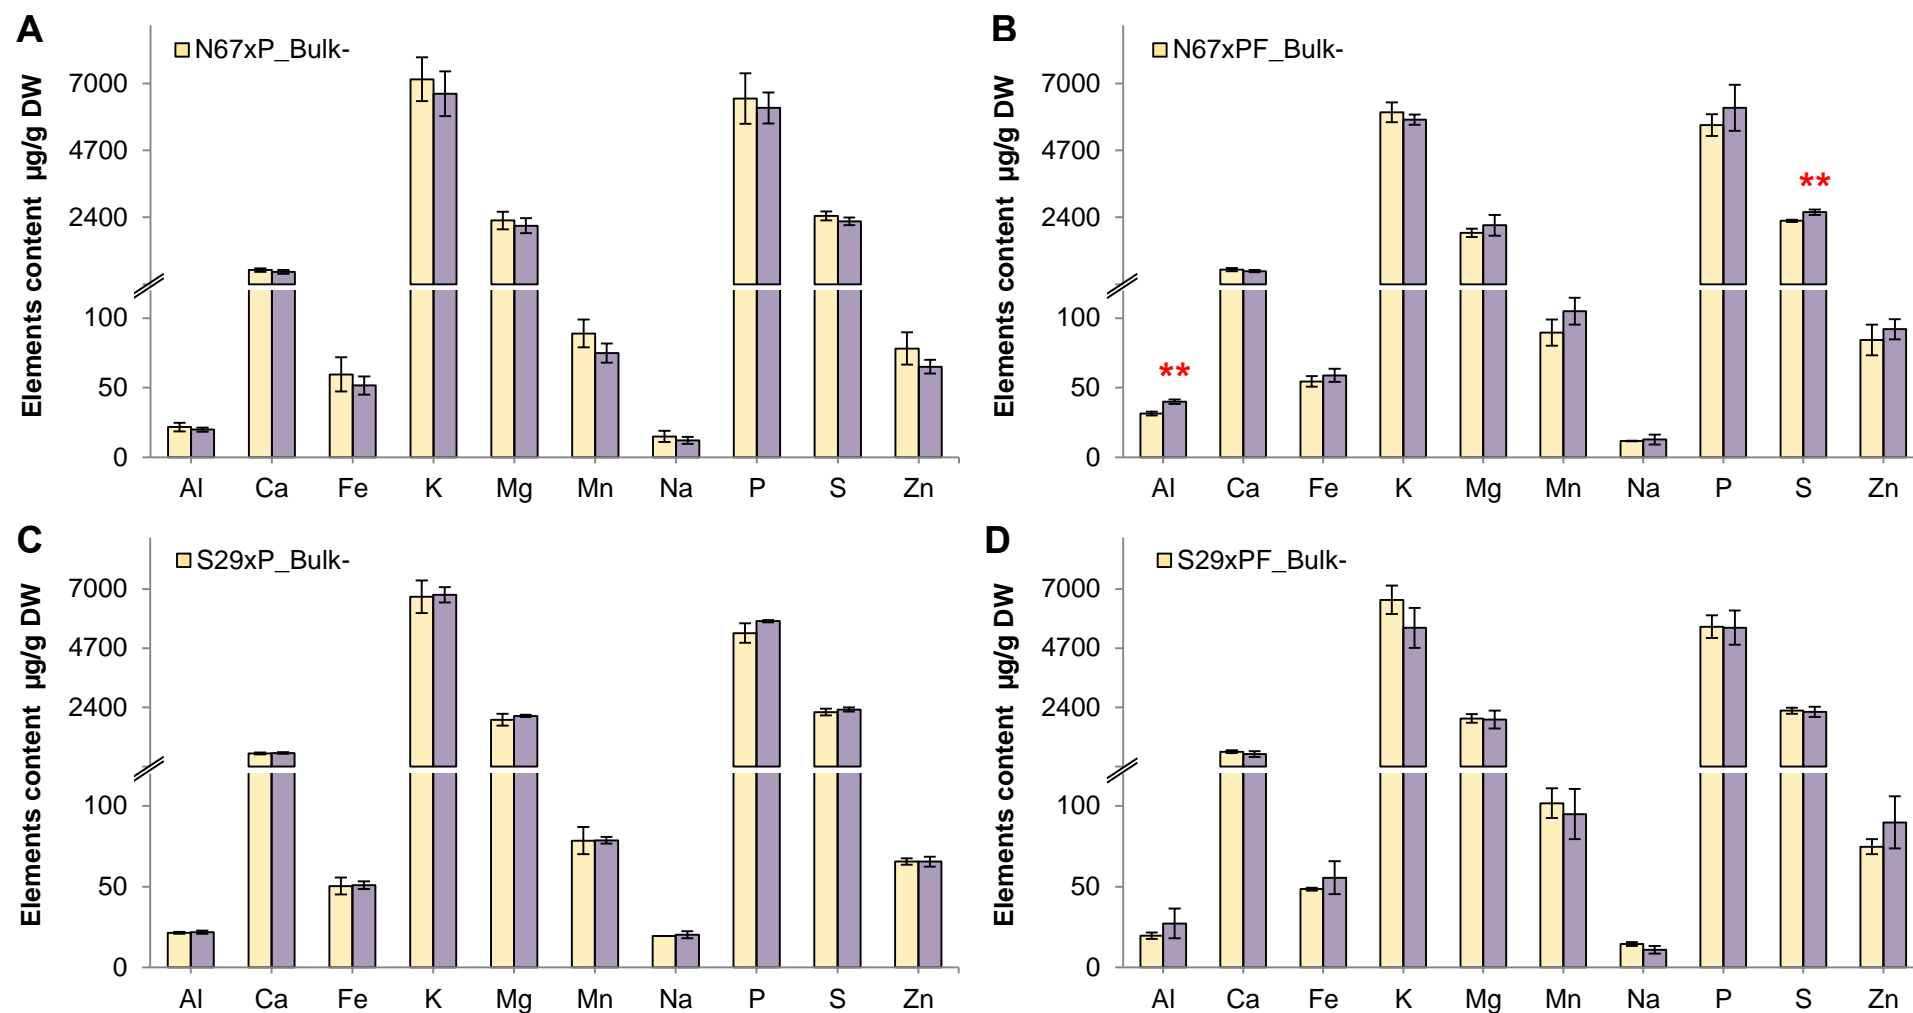 A
N67xP_Bulk-
Elements content µg/g DW
7000
4700
2400
100
50
0
Al Ca Fe K Mg Mn Na P S Zn
B
N67xPF_Bulk-
Elements content µg/g DW
7000
4700
2400
100
50
0
**
**
Al Ca Fe K Mg Mn Na P S Zn
C
S29xP_Bulk-
Elements content µg/g DW
7000
4700
2400
100
50
0
Al Ca Fe K Mg Mn Na P S Zn
D
S29xPF_Bulk-
Elements content µg/g DW
7000
4700
2400
100
50
0
Al Ca Fe K Mg Mn Na P S Zn